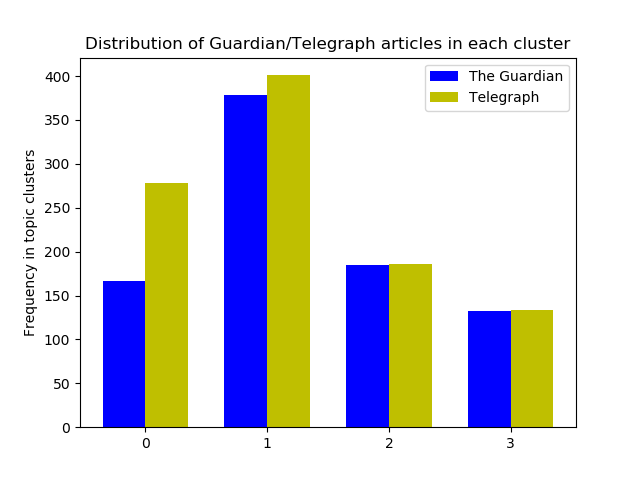 Distribution of Guardian/Telegraph articles in each cluster
The Guardian
Telegraph
Frequency in topic clusters
400
350
300
250
200
150
100
50
0
0 1 2 3